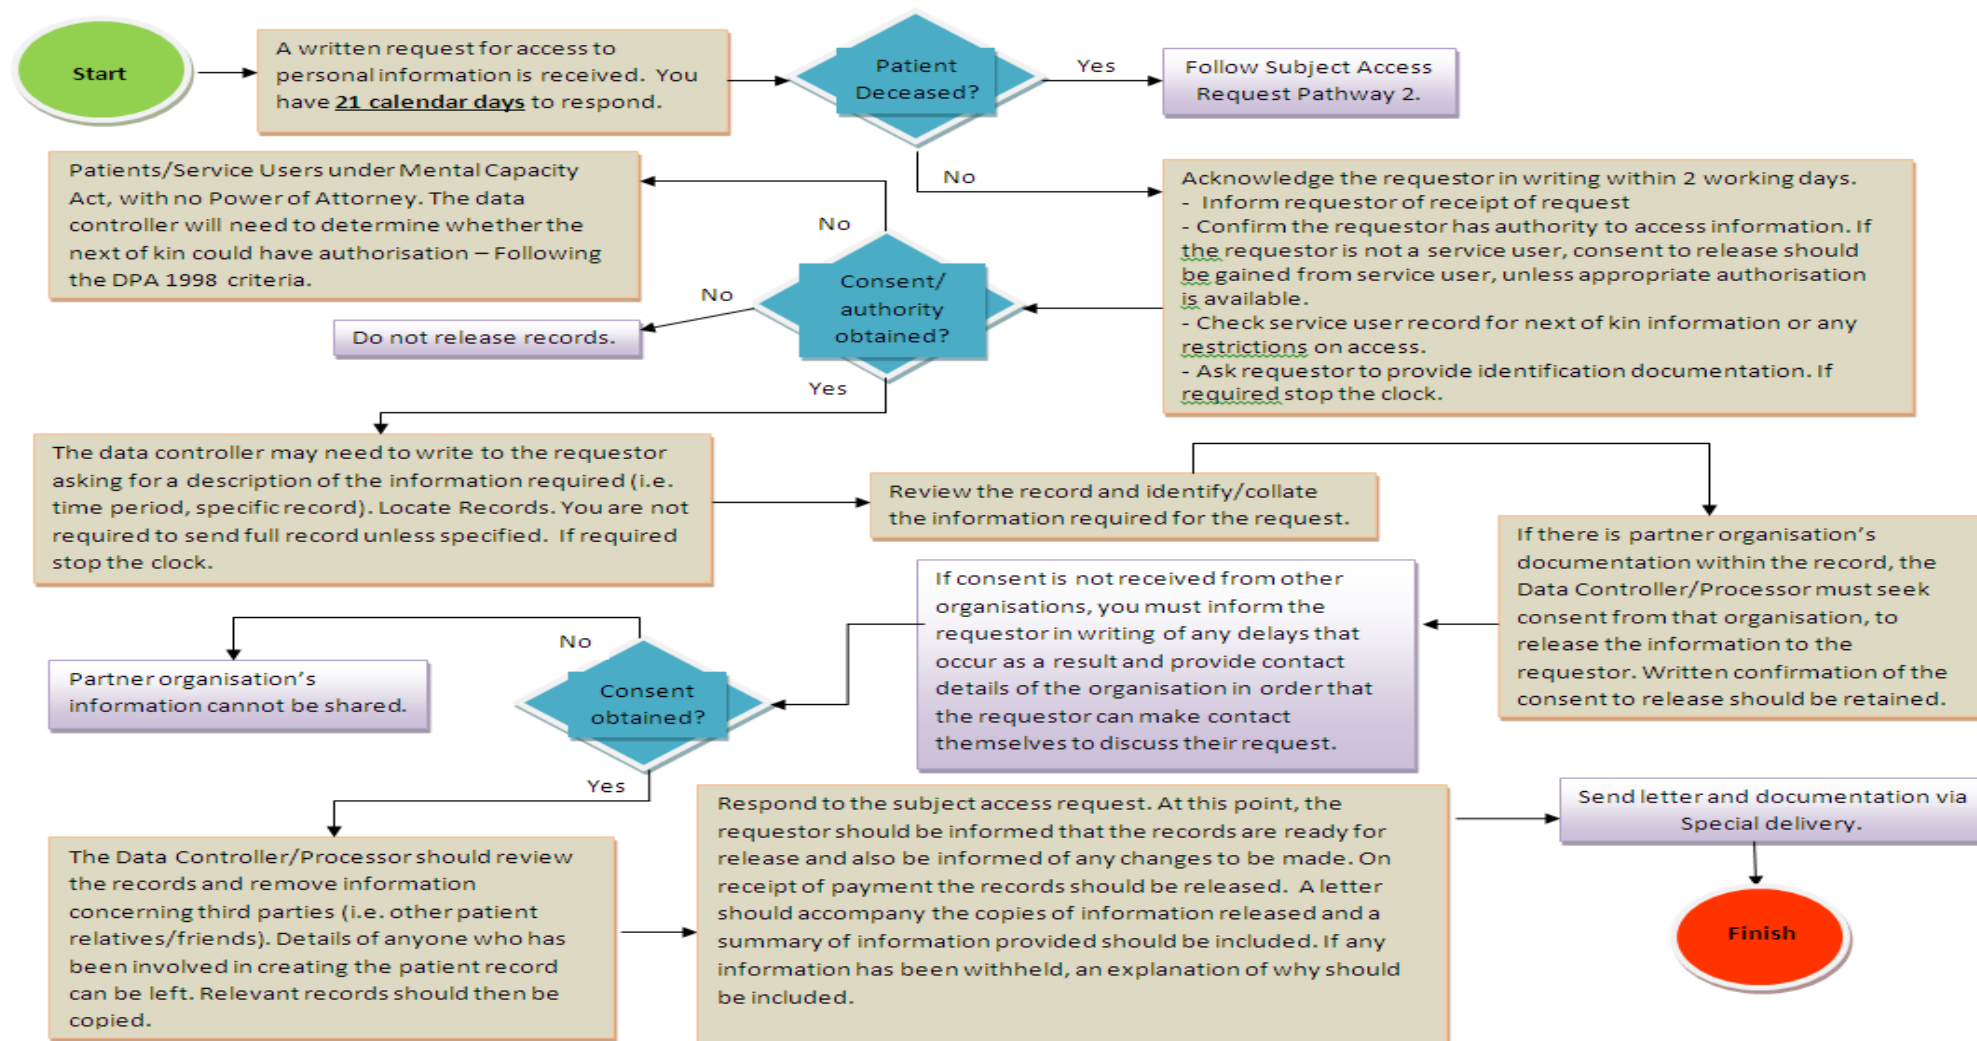 Start
A written request for access to
personal information is received. You
have 21 calendar days to respond.
Patient
Deceased?
Yes
Follow Subject Access
Request Pathway 2.
No
Acknowledge the requestor in writing within 2 working days.
- Inform requestor of receipt of request
- Confirm the requestor has authority to access information. If
the requestor is not a service user, consent to release should
be gained from service user, unless appropriate authorisation
is available.
- Check service user record for next of kin information or any
restrictions on access.
- Ask requestor to provide identification documentation. If
required stop the clock.
Consent/
authority
obtained?
No
Patients/Service Users under Mental Capacity
Act, with no Power of Attorney. The data
controller will need to determine whether the
next of kin could have authorisation – Following
the DPA 1998 criteria.
No
Do not release records.
Yes
The data controller may need to write to the requestor
asking for a description of the information required (i.e.
time period, specific record). Locate Records. You are not
required to send full record unless specified. If required
stop the clock.
Review the record and identify/collate
the information required for the request.
If there is partner organisation's
documentation within the record, the
Data Controller/Processor must seek
consent from that organisation, to
release the information to the
requestor. Written confirmation of the
consent to release should be retained.
If consent is not received from other
organisations, you must inform the
requestor in writing of any delays that
occur as a result and provide contact
details of the organisation in order that
the requestor can make contact
themselves to discuss their request.
Consent
obtained?
No
Partner organisation's
information cannot be shared.
Yes
The Data Controller/Processor should review
the records and remove information
concerning third parties (i.e. other patient
relatives/friends). Details of anyone who has
been involved in creating the patient record
can be left. Relevant records should then be
copied.
Respond to the subject access request. At this point, the
requestor should be informed that the records are ready for
release and also be informed of any changes to be made. On
receipt of payment the records should be released. A letter
should accompany the copies of information released and a
summary of information provided should be included. If any
information has been withheld, an explanation of why should
be included.
Send letter and documentation via
Special delivery.
Finish